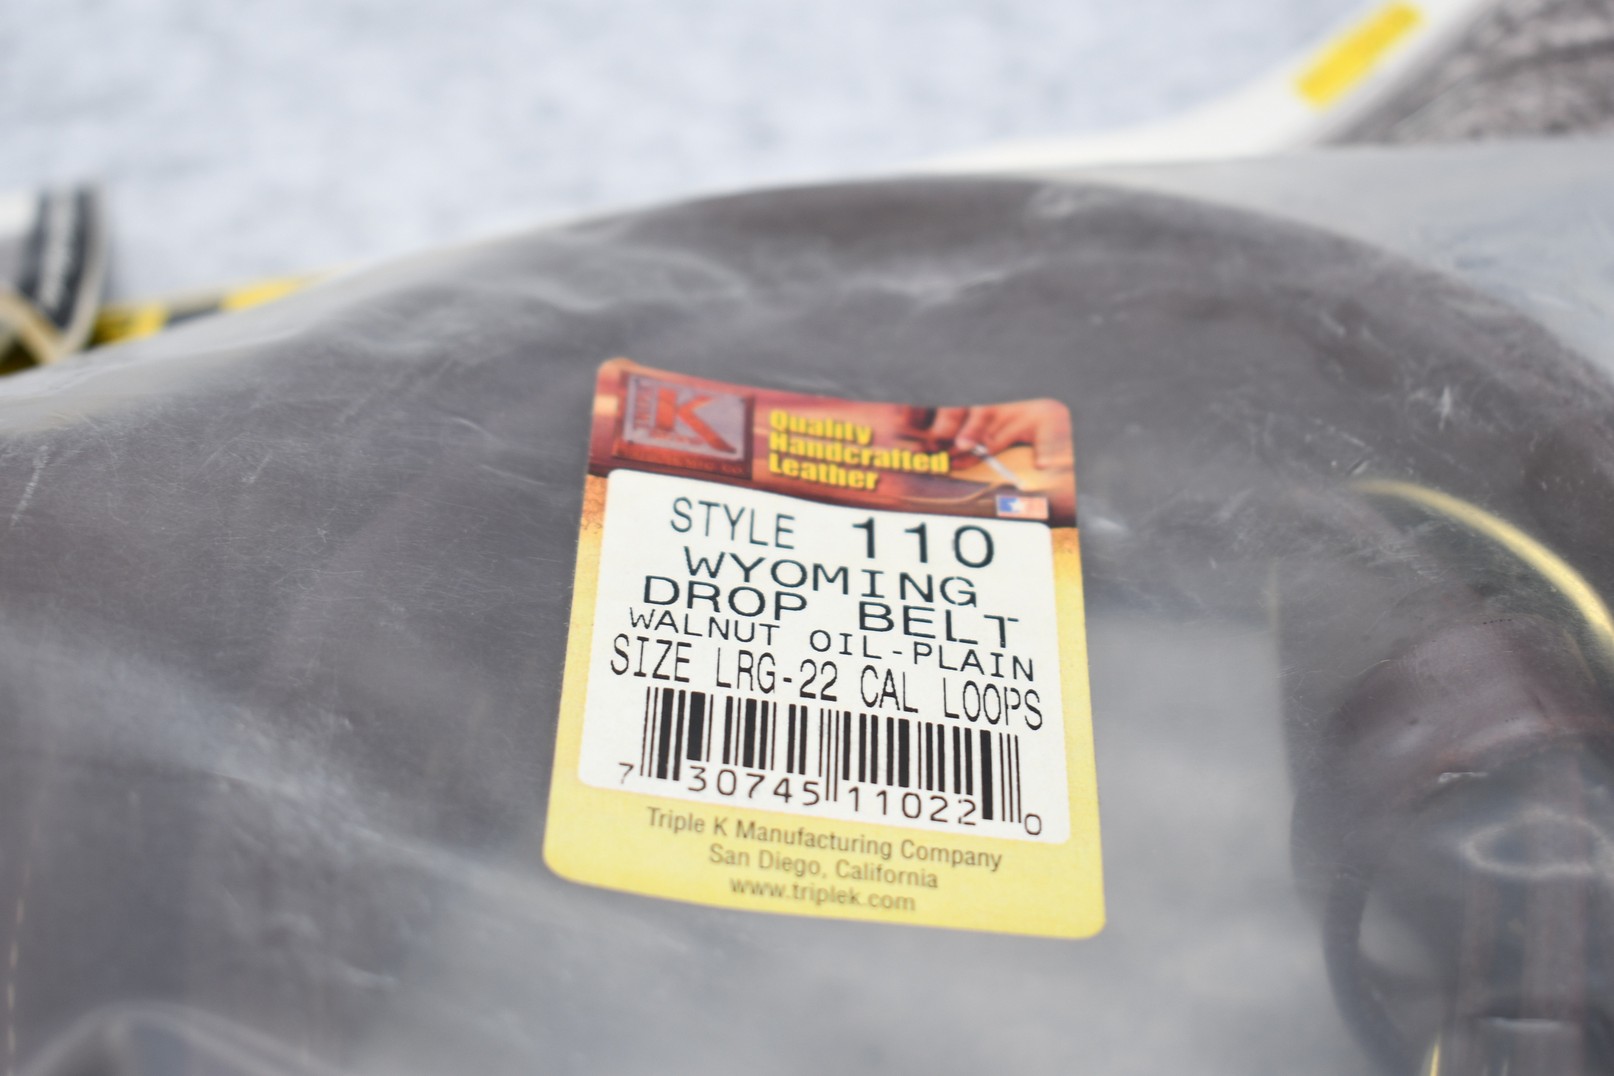 K
Quality
Handcrafted
Leather
STYLE 110
WYOMING
DROP BELT
WALNUT OIL-PLAIN
SIZE LRG-22 CAL LOOPS
7 30745 11022 0
Triple K Manufacturing Company
San Diego, California
www.triplek.com